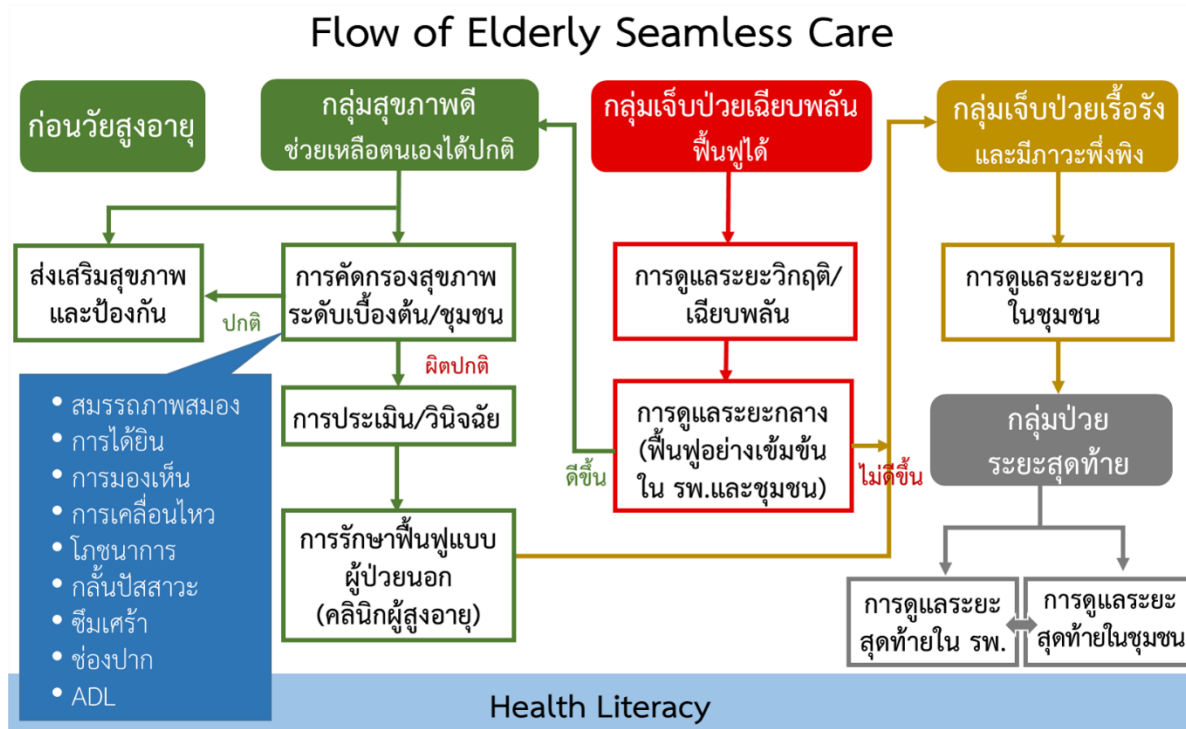 Flow of Elderly Seamless Care
ก่อนวัยสูงอายุ
กลุ่มสุขภาพดี
ช่วยเหลือตนเองได้ปกติ
กลุ่มเจ็บป่วยเฉียบพลัน
ฟื้นฟูได้
กลุ่มเจ็บป่วยเรื้อรัง
และมีภาวะพึ่งพิง
ส่งเสริมสุขภาพ
และป้องกัน
ปกติ
การคัดกรองสุขภาพ
ระดับเบื้องต้น/ชุมชน
ผิดปกติ
การประเมิน/วินิจฉัย
การรักษาฟื้นฟูแบบ
ผู้ป่วยนอก
(คลินิกผู้สูงอายุ)
การดูแลระยะวิกฤติ/
เฉียบพลัน
การดูแลระยะกลาง
(ฟื้นฟูอย่างเข้มข้น
ใน รพ.และชุมชน)
ดีขึ้น
ไม่ดีขึ้น
การดูแลระยะยาว
ในชุมชน
กลุ่มป่วย
ระยะสุดท้าย
การดูแลระยะ
สุดท้ายใน รพ.
การดูแลระยะ
สุดท้ายในชุมชน
• สมรรถภาพสมอง
• การได้ยิน
• การมองเห็น
• การเคลื่อนไหว
• โภชนาการ
• กลั้นปัสสาวะ
• ซึมเศร้า
• ช่องปาก
• ADL
Health Literacy